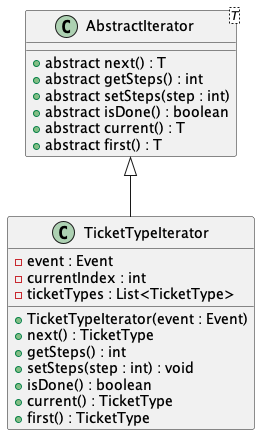 C AbstractIterator T
abstract next() : T
abstract getSteps() : int
abstract setSteps(step : int)
abstract isDone() : boolean
abstract current() : T
abstract first() : T
C TicketTypeIterator
event : Event
currentIndex : int
ticketTypes : List<TicketType>
TicketTypeIterator(event : Event)
next() : TicketType
getSteps() : int
setSteps(step : int) : void
isDone() : boolean
current() : TicketType
first() : TicketType